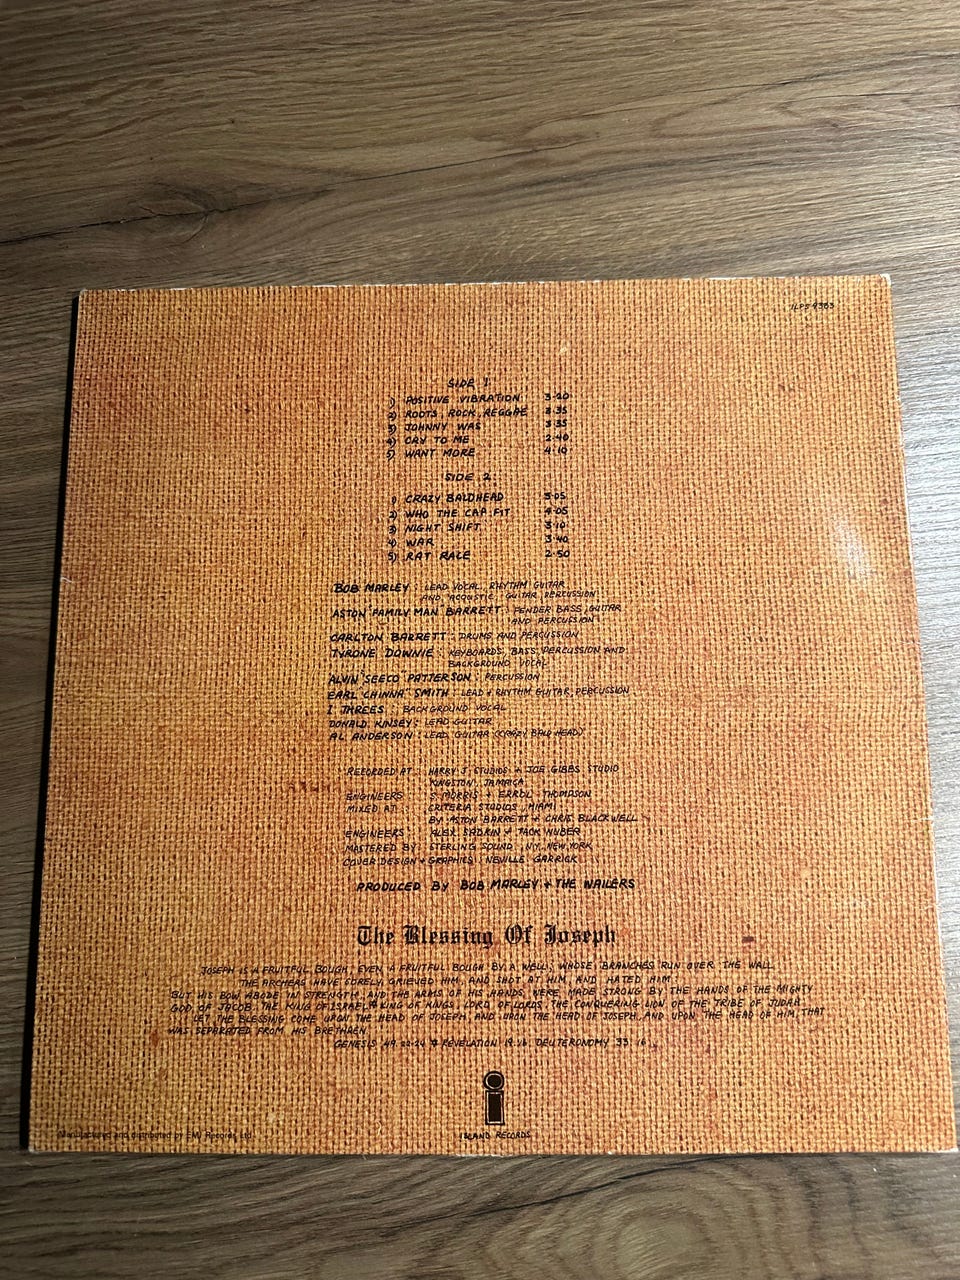 ILPS 9383
SIDE 1
1) POSITIVE VIBRATION 3·20
2) ROOTS, ROCK, REGGAE 3·35
3) JOHNNY WAS 3·35
4) CRY TO ME 2·40
5) WANT MORE 4·10
SIDE 2
1) CRAZY BALDHEAD 3·05
2) WHO THE CAP FIT 4·05
3) NIGHT SHIFT 3·10
4) WAR 3·40
5) RAT RACE 2·50
BOB MARLEY : LEAD VOCAL, RHYTHM GUITAR
AND ACOUSTIC GUITAR PERCUSSION
ASTON 'FAMILY MAN' BARRETT : FENDER BASS, GUITAR
AND PERCUSSION
CARLTON BARRETT : DRUMS AND PERCUSSION
TYRONE DOWNIE : KEYBOARDS, BASS, PERCUSSION AND
BACKGROUND VOCAL
ALVIN 'SEECO' PATTERSON : PERCUSSION
EARL 'CHINNA' SMITH : LEAD + RHYTHM GUITAR, PERCUSSION
I THREES : BACKGROUND VOCAL
DONALD KINSEY : LEAD GUITAR
AL ANDERSON : LEAD GUITAR (CRAZY BALD HEAD)
RECORDED AT : HARRY J. STUDIOS + JOE GIBBS STUDIO
KINGSTON, JAMAICA
ENGINEERS : S. MORRIS + ERROL THOMPSON
MIXED AT : CRITERIA STUDIOS, MIAMI
BY ASTON BARRETT + CHRIS BLACKWELL
ENGINEERS : ALEX SADKIN + JACK NUBER
MASTERED BY : STERLING SOUND, N.Y., NEW YORK
COVER DESIGN + GRAPHICS : NEVILLE GARRICK
PRODUCED BY BOB MARLEY + THE WAILERS
The Blessing Of Joseph
JOSEPH IS A FRUITFUL BOUGH, EVEN A FRUITFUL BOUGH BY A WELL; WHOSE BRANCHES RUN OVER THE WALL
THE ARCHERS HAVE SORELY GRIEVED HIM, AND SHOT AT HIM, AND HATED HIM
BUT HIS BOW ABODE IN STRENGTH, AND THE ARMS OF HIS HANDS WERE MADE STRONG BY THE HANDS OF THE MIGHTY
GOD OF JACOB, THE KING OF ISRAEL * KING OF KINGS, LORD OF LORDS, THE CONQUERING LION OF THE TRIBE OF JUDAH
LET THE BLESSING COME UPON THE HEAD OF JOSEPH, AND UPON THE HEAD OF JOSEPH, AND UPON THE HEAD OF HIM THAT
WAS SEPARATED FROM HIS BRETHREN.
GENESIS 49. 22-24 * REVELATION 19. 16 DEUTERONOMY 33. 16
ISLAND RECORDS
Manufactured and distributed by EMI Records Ltd.